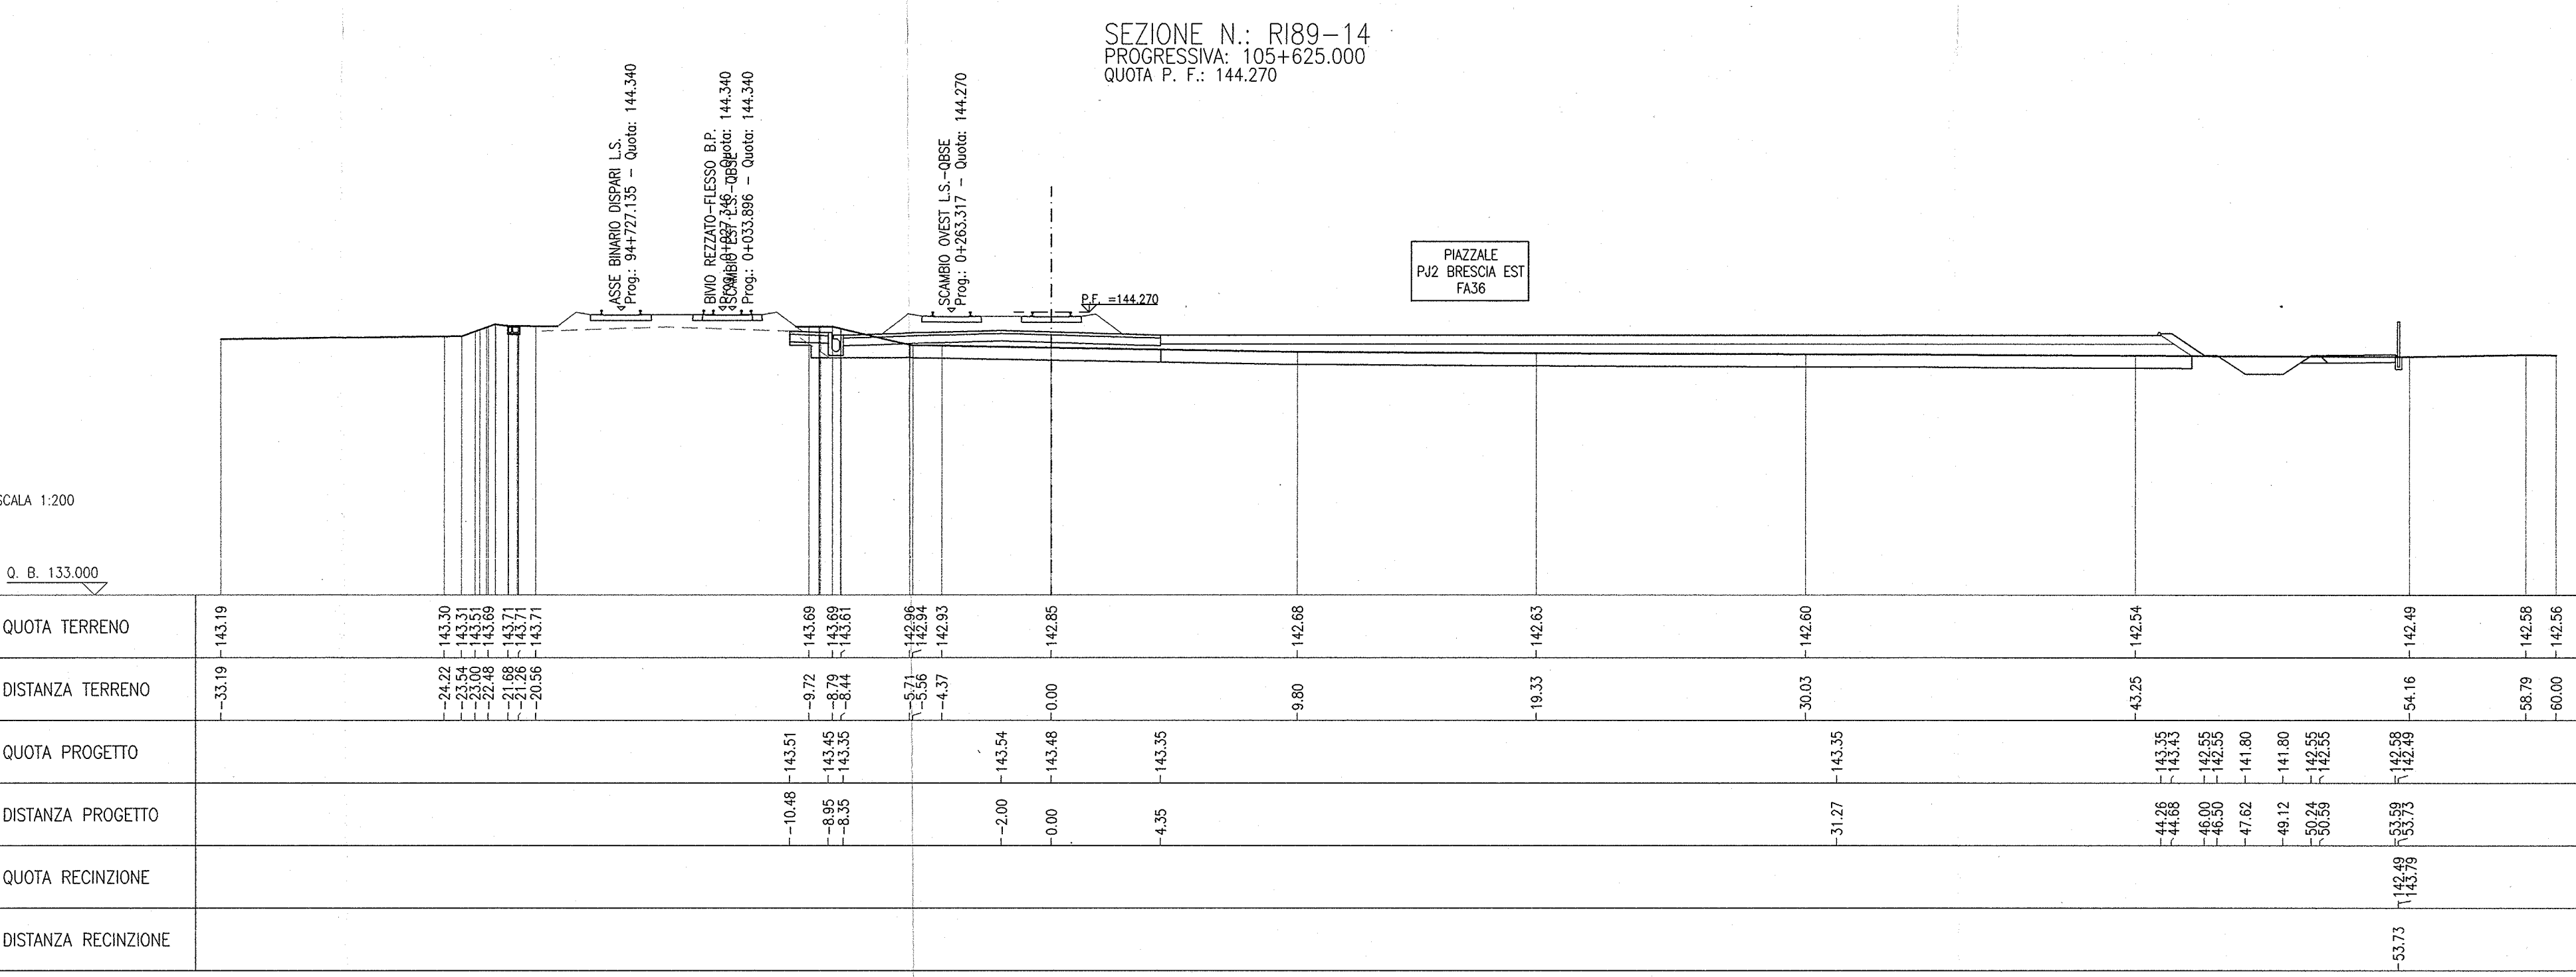 SEZIONE N.: RI89-14
PROGRESSIVA: 105+625.000
QUOTA P. F.: 144.270
ASSE BINARIO DISPARI L.S.
Prog.: 94+727.135 - Quota: 144.340
BIVIO REZZATO-FLESSO B.P.
Quota: 144.340
SCAMBIO EST L.S.-QBSE
Prog.: 0+033.896 - Quota: 144.340
SCAMBIO OVEST L.S.-QBSE
Prog.: 0+263.317 - Quota: 144.270
P.F. =144.270
PIAZZALE
PJ2 BRESCIA EST
FA36
SCALA 1:200
Q. B. 133.000
QUOTA TERRENO 143.19 143.30 143.31 143.51 143.69 143.71 143.71 143.71 143.69 143.69 143.61 142.96 142.94 142.93 142.85 142.68 142.63 142.60 142.54 142.49 142.58 142.56
DISTANZA TERRENO -33.19 -24.22 -23.54 -23.00 -22.48 -21.68 -21.26 -20.56 -9.72 -8.79 -8.44 -5.71 -5.56 -4.37 0.00 9.80 19.33 30.03 43.25 54.16 58.79 60.00
QUOTA PROGETTO 143.51 143.45 143.35 143.54 143.48 143.35 143.35 143.35 143.43 142.55 142.55 141.80 141.80 142.55 142.55 142.58 142.49
DISTANZA PROGETTO -10.48 -8.95 -8.35 -2.00 0.00 4.35 31.27 44.26 44.68 46.00 46.50 47.62 49.12 50.24 50.59 53.59 53.73
QUOTA RECINZIONE 142.49 143.79
DISTANZA RECINZIONE 53.73